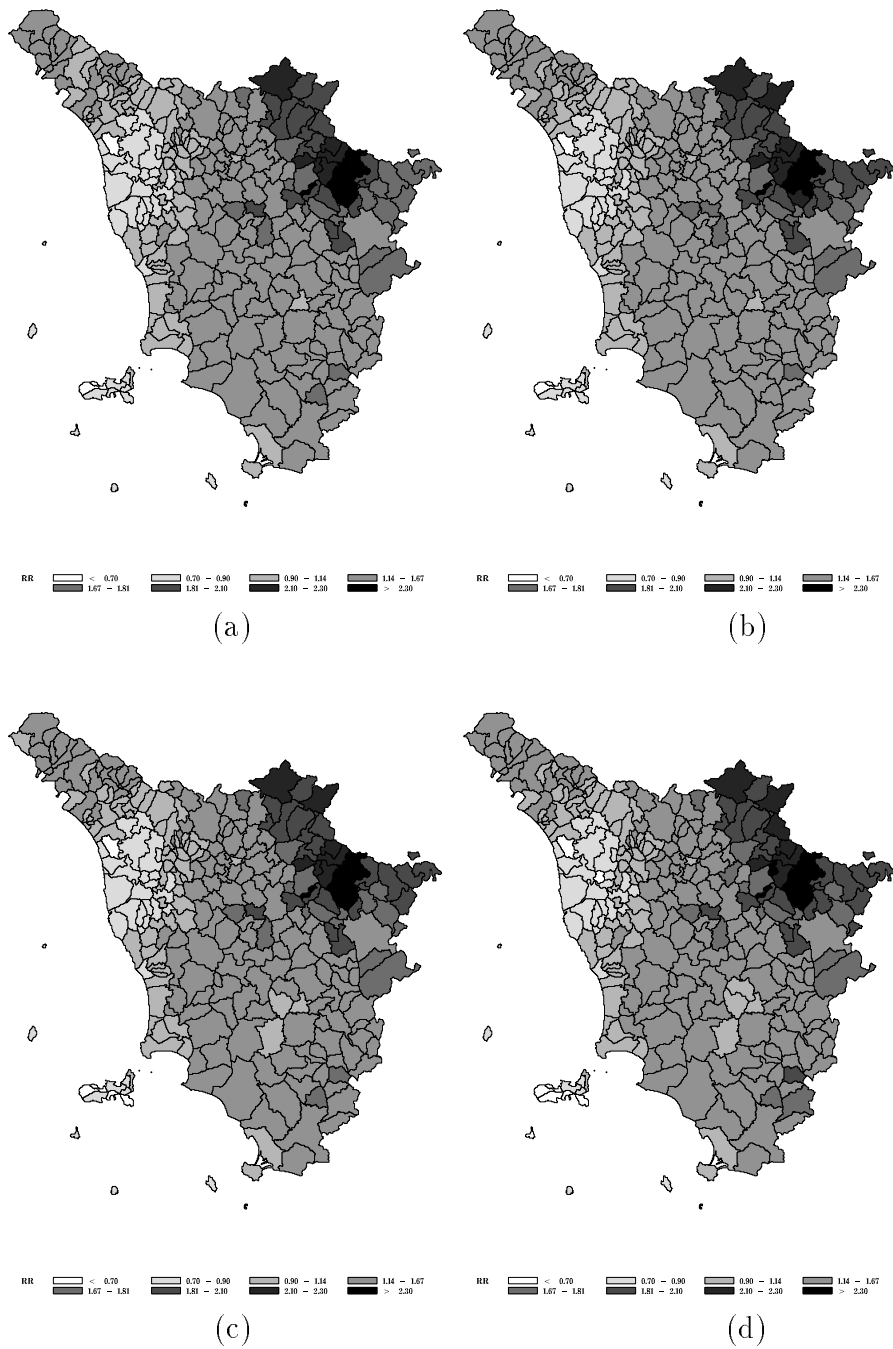 RR < 0.70 0.70 – 0.90 0.90 – 1.14 1.14 – 1.67
1.67 – 1.81 1.81 – 2.10 2.10 – 2.30 > 2.30
(a)
RR < 0.70 0.70 – 0.90 0.90 – 1.14 1.14 – 1.67
1.67 – 1.81 1.81 – 2.10 2.10 – 2.30 > 2.30
(b)
RR < 0.70 0.70 – 0.90 0.90 – 1.14 1.14 – 1.67
1.67 – 1.81 1.81 – 2.10 2.10 – 2.30 > 2.30
(c)
RR < 0.70 0.70 – 0.90 0.90 – 1.14 1.14 – 1.67
1.67 – 1.81 1.81 – 2.10 2.10 – 2.30 > 2.30
(d)